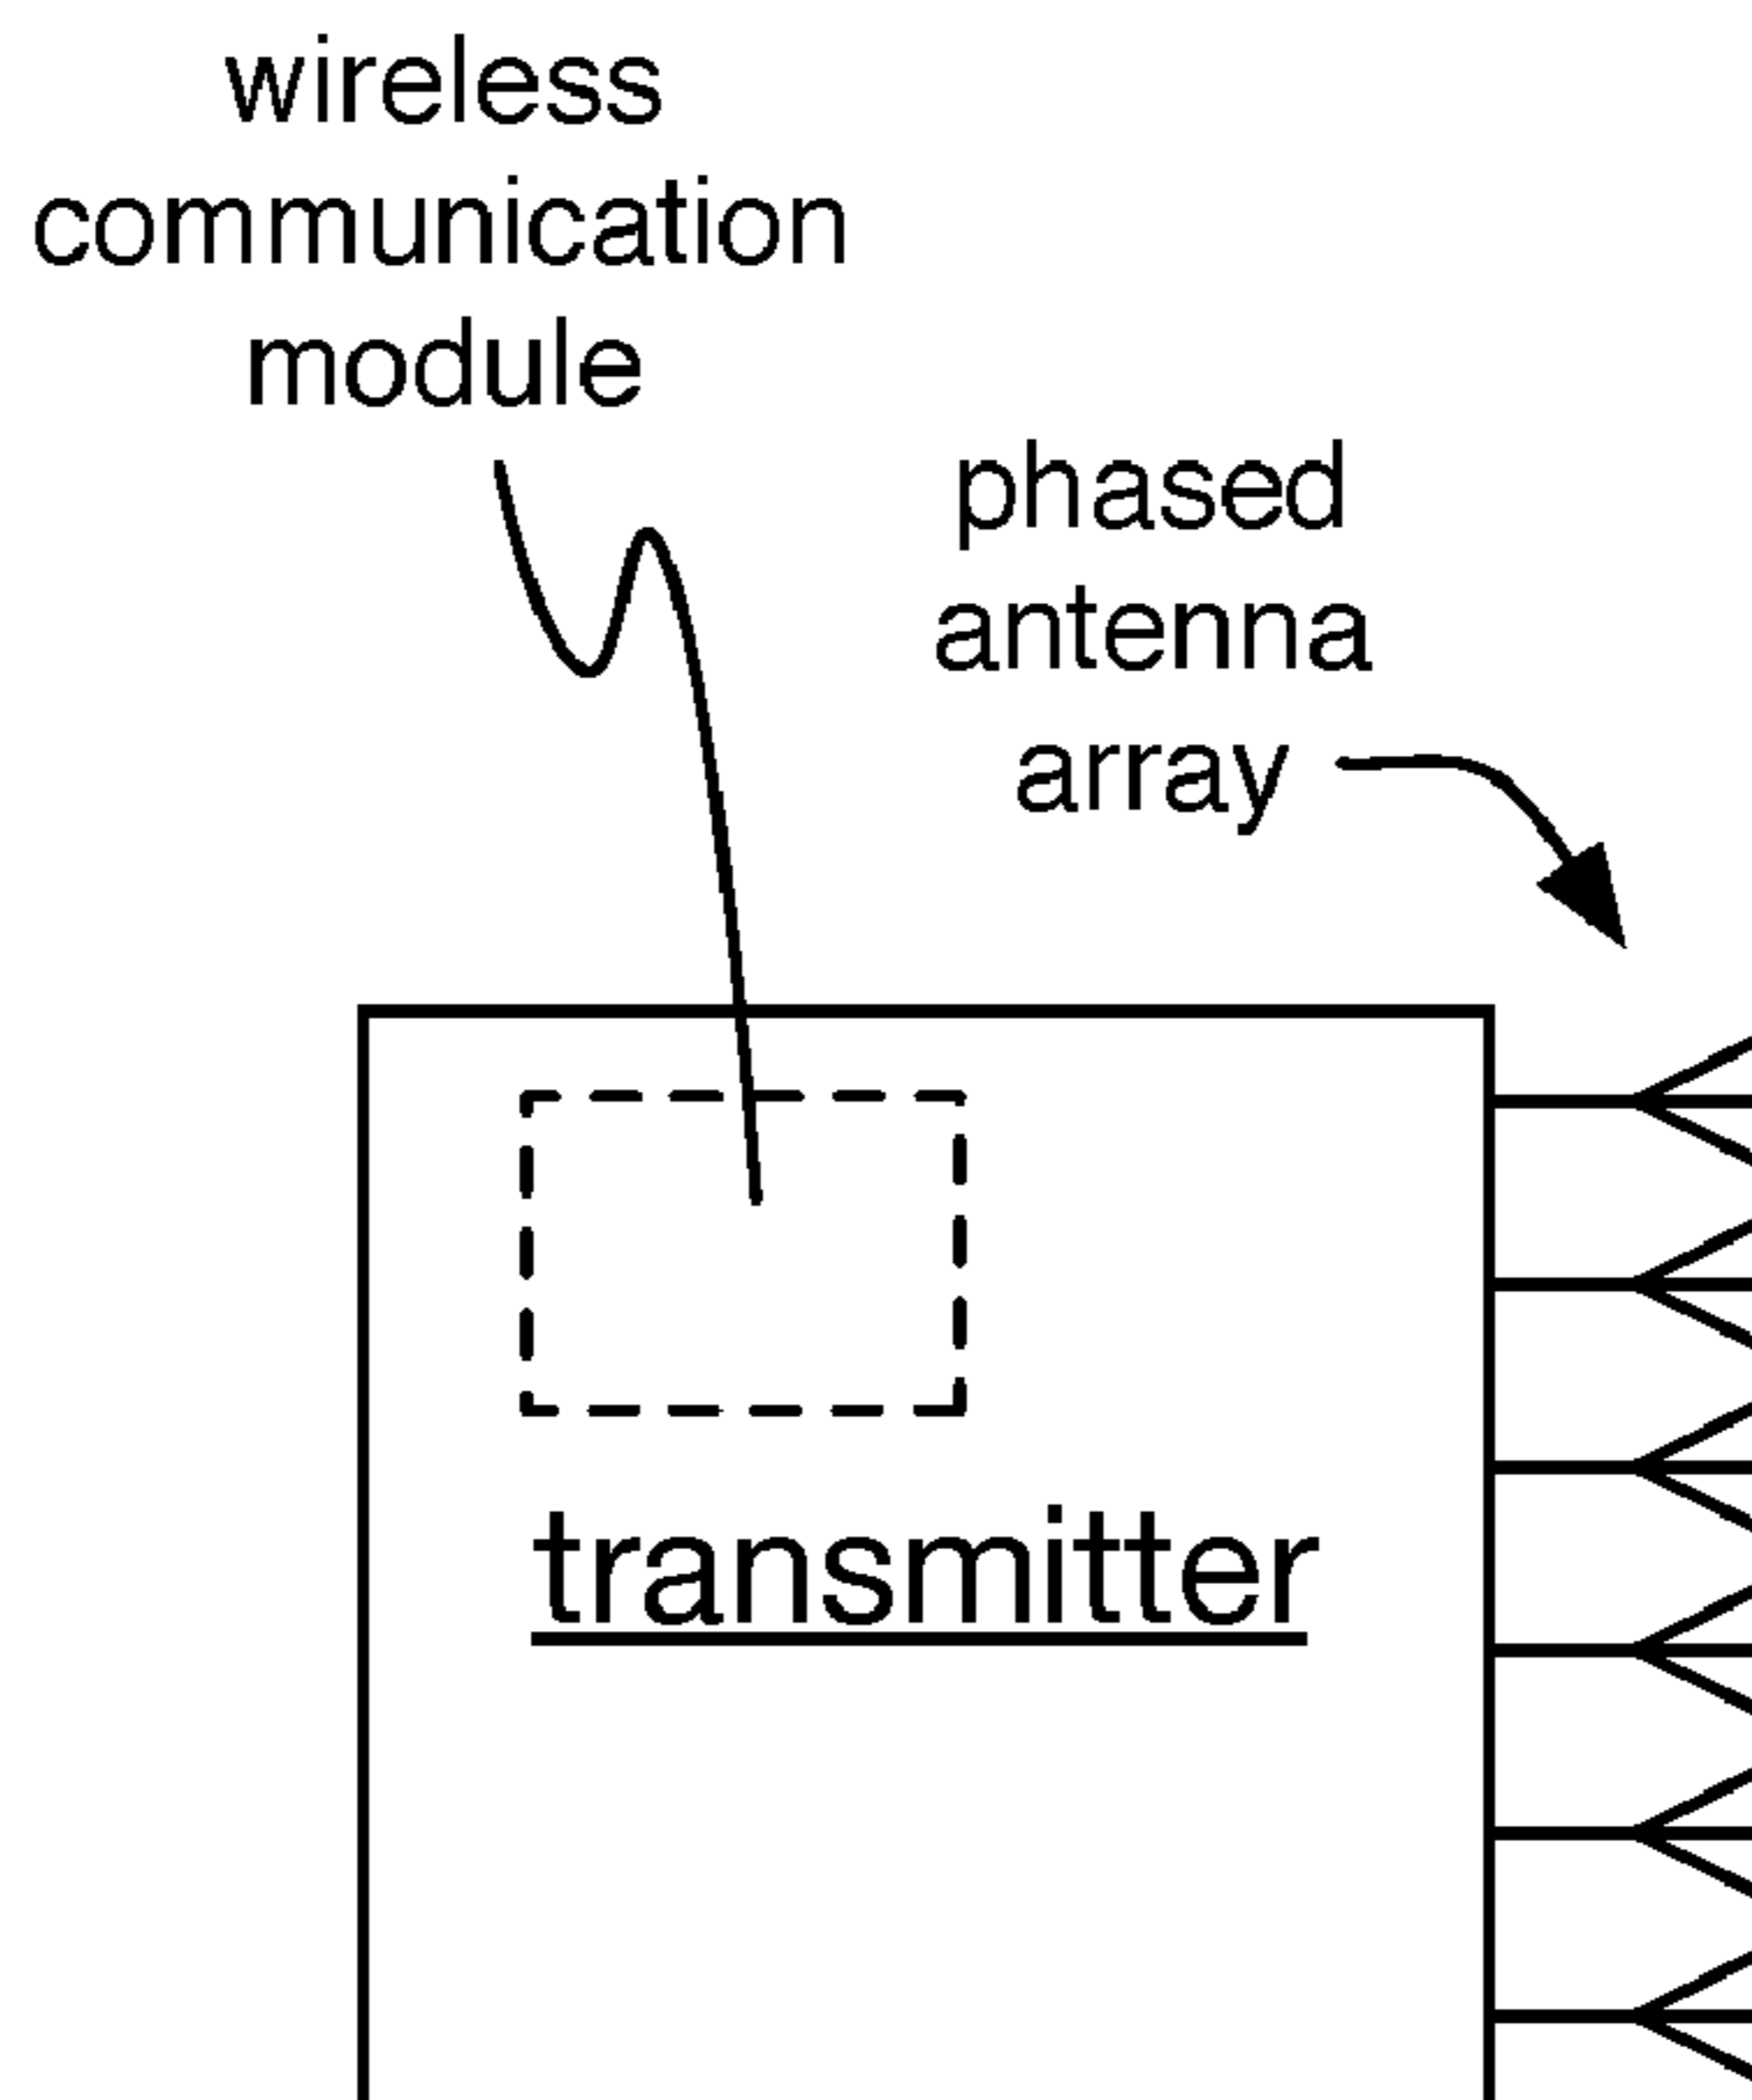 wireless
communication
module
phased
antenna
array
transmitter